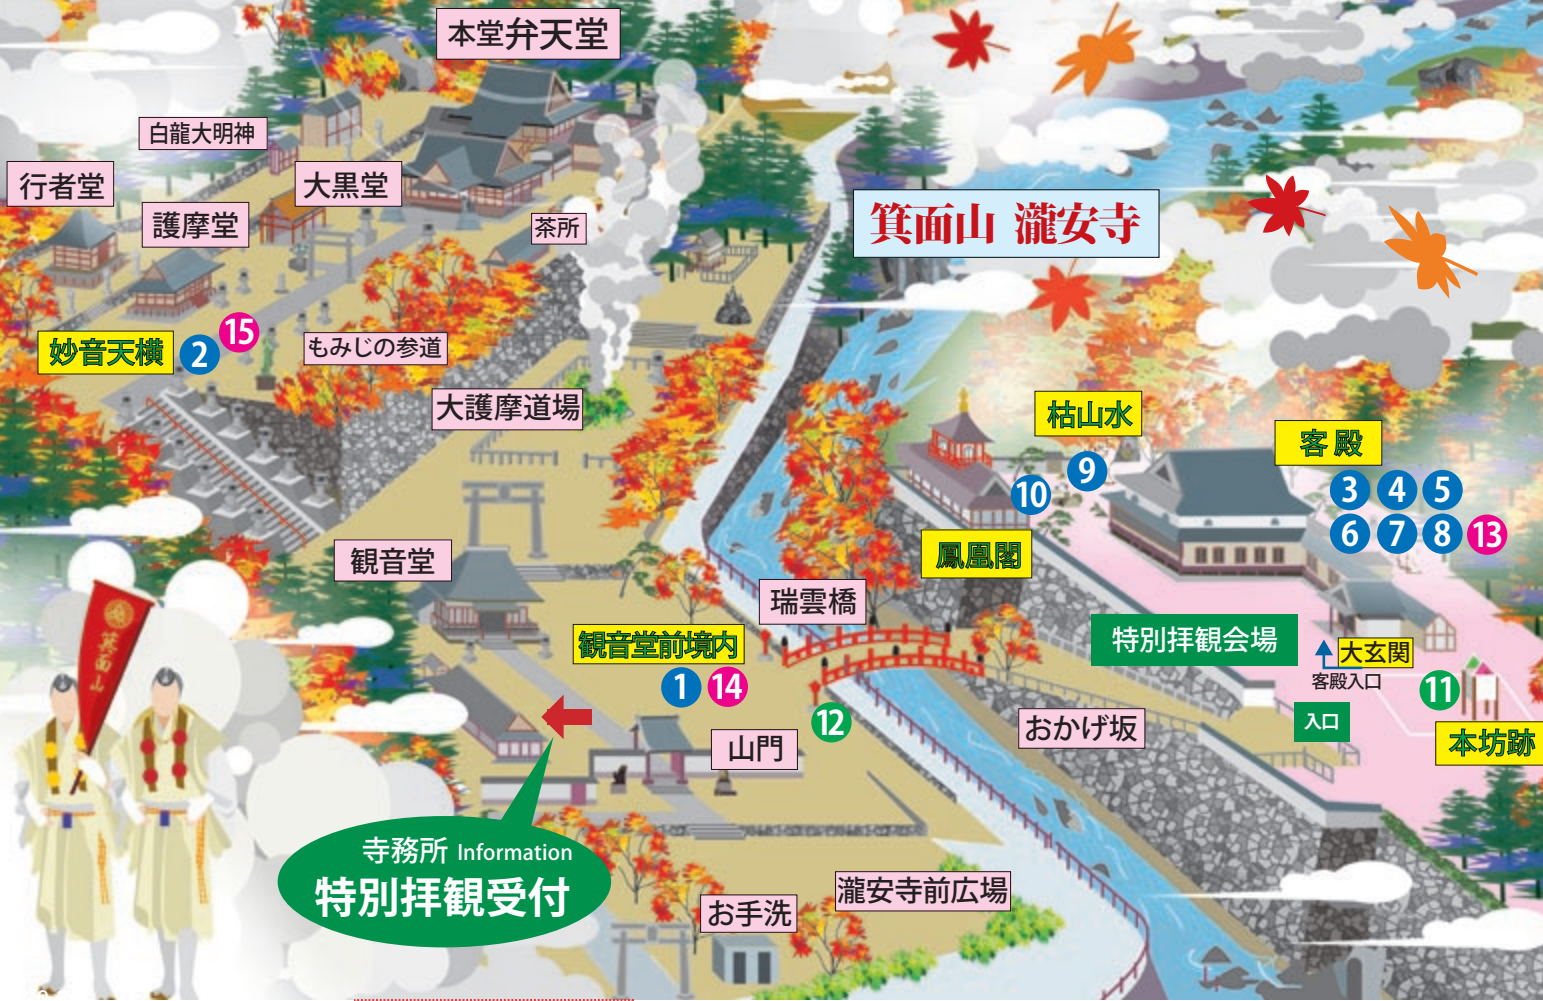 本堂弁天堂
白龍大明神
行者堂
大黒堂
護摩堂
茶所
箕面山 瀧安寺
妙音天横 2 15
もみじの参道
大護摩道場
枯山水
9
10
客殿
3 4 5
6 7 8 13
鳳凰閣
観音堂
瑞雲橋
観音堂前境内
1 14
特別拝観会場
大玄関
客殿入口
11
入口
本坊跡
12
おかげ坂
山門
箕面山
寺務所 Information
特別拝観受付
瀧安寺前広場
お手洗